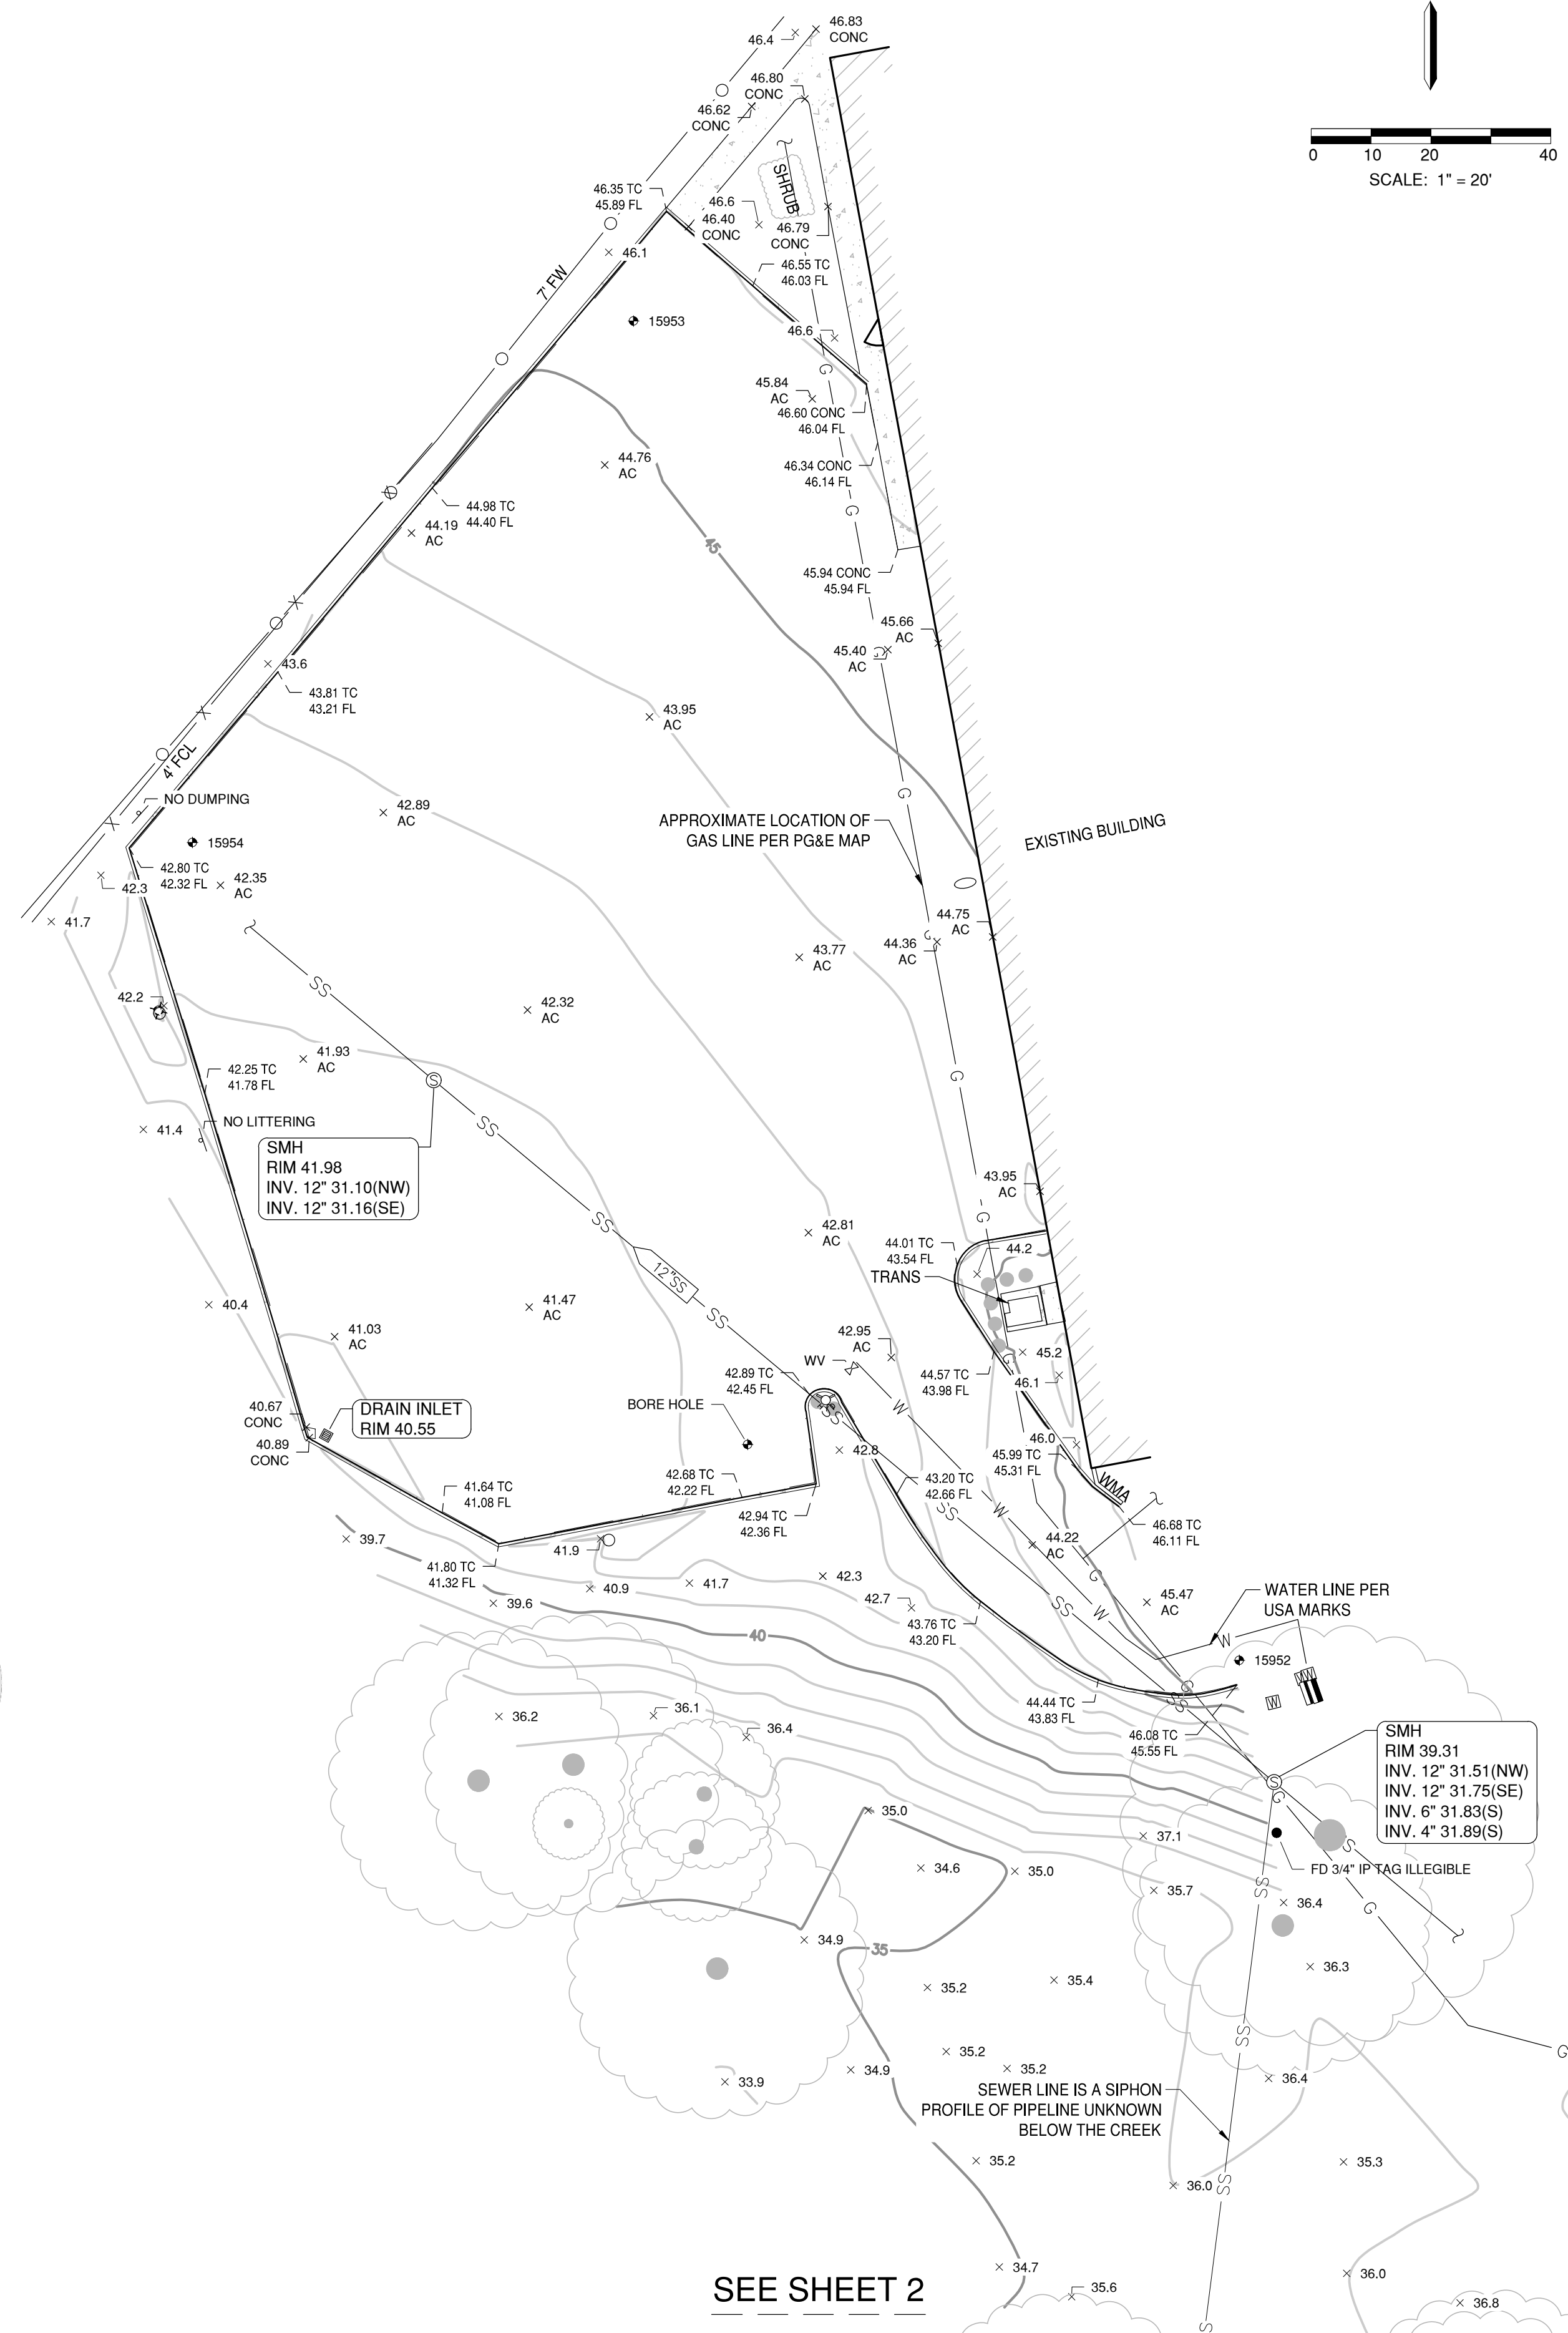 46.83
CONC
46.4
46.80
CONC
46.62
CONC
0 10 20 40
SCALE: 1" = 20'
SHRUB
46.35 TC
45.89 FL
46.6
46.40
CONC
46.79
CONC
46.1
46.55 TC
46.03 FL
7' FW
15953
46.6
G
45.84
AC
46.60 CONC
46.04 FL
44.76
AC
46.34 CONC
46.14 FL
44.98 TC
44.40 FL
G
44.19
AC
45
45.94 CONC
45.94 FL
X
X
45.66
AC
45.40
AC
G
43.6
43.81 TC
43.21 FL
43.95
AC
X
4' FCL
NO DUMPING
G
42.89
AC
APPROXIMATE LOCATION OF
GAS LINE PER PG&E MAP
EXISTING BUILDING
X
15954
42.80 TC
42.32 FL
42.3
42.35
AC
41.7
44.75
AC
44.36
AC
G
43.77
AC
SS
42.2
42.32
AC
41.93
AC
42.25 TC
41.78 FL
G
41.4
NO LITTERING
S
SS
SMH
RIM 41.98
INV. 12" 31.10(NW)
INV. 12" 31.16(SE)
43.95
AC
SS
G
42.81
AC
44.01 TC
43.54 FL
44.2
TRANS
12"SS
40.4
41.47
AC
SS
41.03
AC
42.95
AC
WV
45.2
G
42.89 TC
42.45 FL
44.57 TC
43.98 FL
46.1
BORE HOLE
40.67
CONC
DRAIN INLET
RIM 40.55
40.89
CONC
SS
W
42.8
46.0
45.99 TC
45.31 FL
42.68 TC
42.22 FL
43.20 TC
42.66 FL
WMA
41.64 TC
41.08 FL
42.94 TC
42.36 FL
SS
W
46.68 TC
46.11 FL
39.7
44.22
AC
41.9
41.80 TC
41.32 FL
40.9
41.7
42.3
G
39.6
42.7
SS
W
45.47
AC
WATER LINE PER
USA MARKS
43.76 TC
43.20 FL
40
W
15952
G
W
WV
SS
44.44 TC
43.83 FL
46.08 TC
45.55 FL
36.2
36.1
36.4
S
G
SMH
RIM 39.31
INV. 12" 31.51(NW)
INV. 12" 31.75(SE)
INV. 6" 31.83(S)
INV. 4" 31.89(S)
35.0
37.1
S
FD 3/4" IP TAG ILLEGIBLE
34.6
35.0
35.7
SS
36.4
G
34.9
35
36.3
35.2
35.4
SS
35.2
G
34.9
35.2
33.9
36.4
SEWER LINE IS A SIPHON
PROFILE OF PIPELINE UNKNOWN
BELOW THE CREEK
35.2
35.3
36.0
SS
34.7
36.0
SEE SHEET 2
35.6
36.8
S